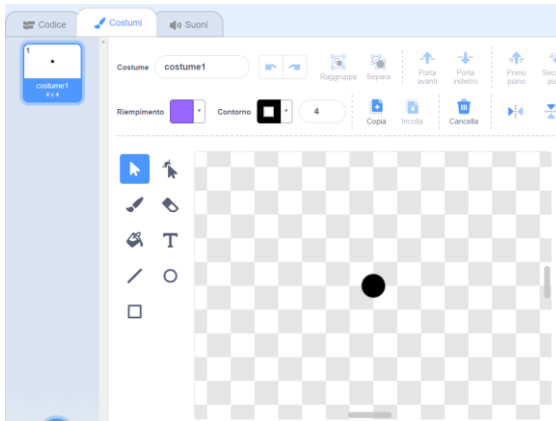 Codice Costumi Suoni
1
costume1
4 x 4
Costume costume1
Raggruppa Separa Porta avanti Porta indietro Primo piano
Riempimento Contorno 4
Copia Incolla Cancella
T